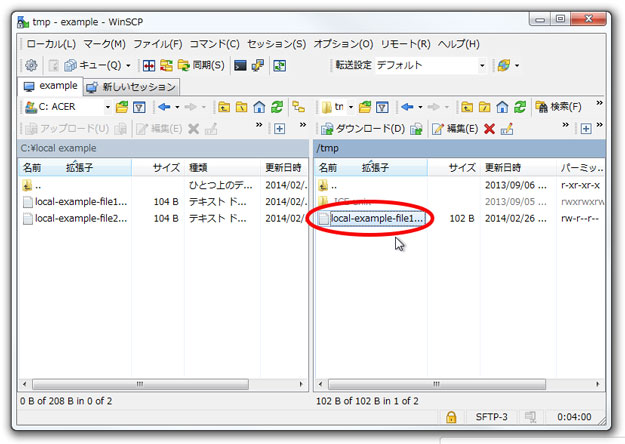 tmp - example - WinSCP
ローカル(L) マーク(M) ファイル(F) コマンド(C) セッション(S) オプション(O) リモート(R) ヘルプ(H)
キュー(Q) 同期(S) 転送設定 デフォルト
example 新しいセッション
C: ACER tn 検索(F) »
アップロード(U) 編集(E) » ダウンロード(D) 編集(E) »
C:¥local example /tmp
名前 拡張子 サイズ 種類 更新日時 名前 拡張子 サイズ 更新日時 パーミッ...
.. ひとつ上のデ... 2014/02/... .. 2013/09/06 ... r-xr-xr-x
local-example-file1... 104 B テキスト ド... 2014/02/... .ICE-unix 2013/09/05 ... rwxrwxrw
local-example-file2... 104 B テキスト ド... 2014/02/... local-example-file1... 102 B 2014/02/26 ... rw-r--r--
0 B of 208 B in 0 of 2 102 B of 102 B in 1 of 2
SFTP-3 0:04:00